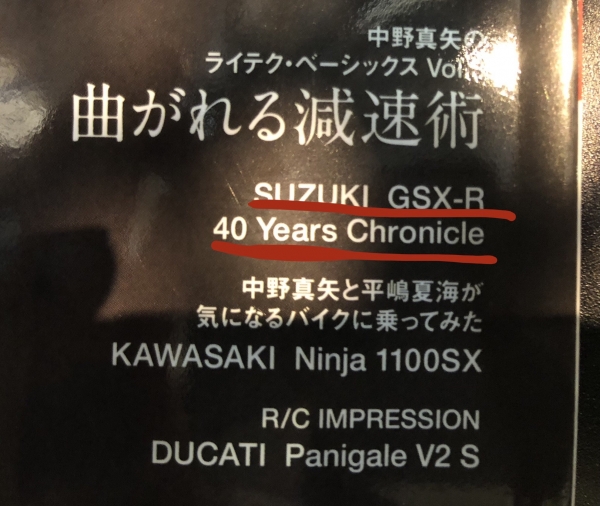 中野真矢の
ライテク・ベーシックス Vol.
曲がれる減速術
SUZUKI GSX-R
40 Years Chronicle
中野真矢と平嶋夏海が
気になるバイクに乗ってみた
KAWASAKI Ninja 1100SX
R/C IMPRESSION
DUCATI Panigale V2 S